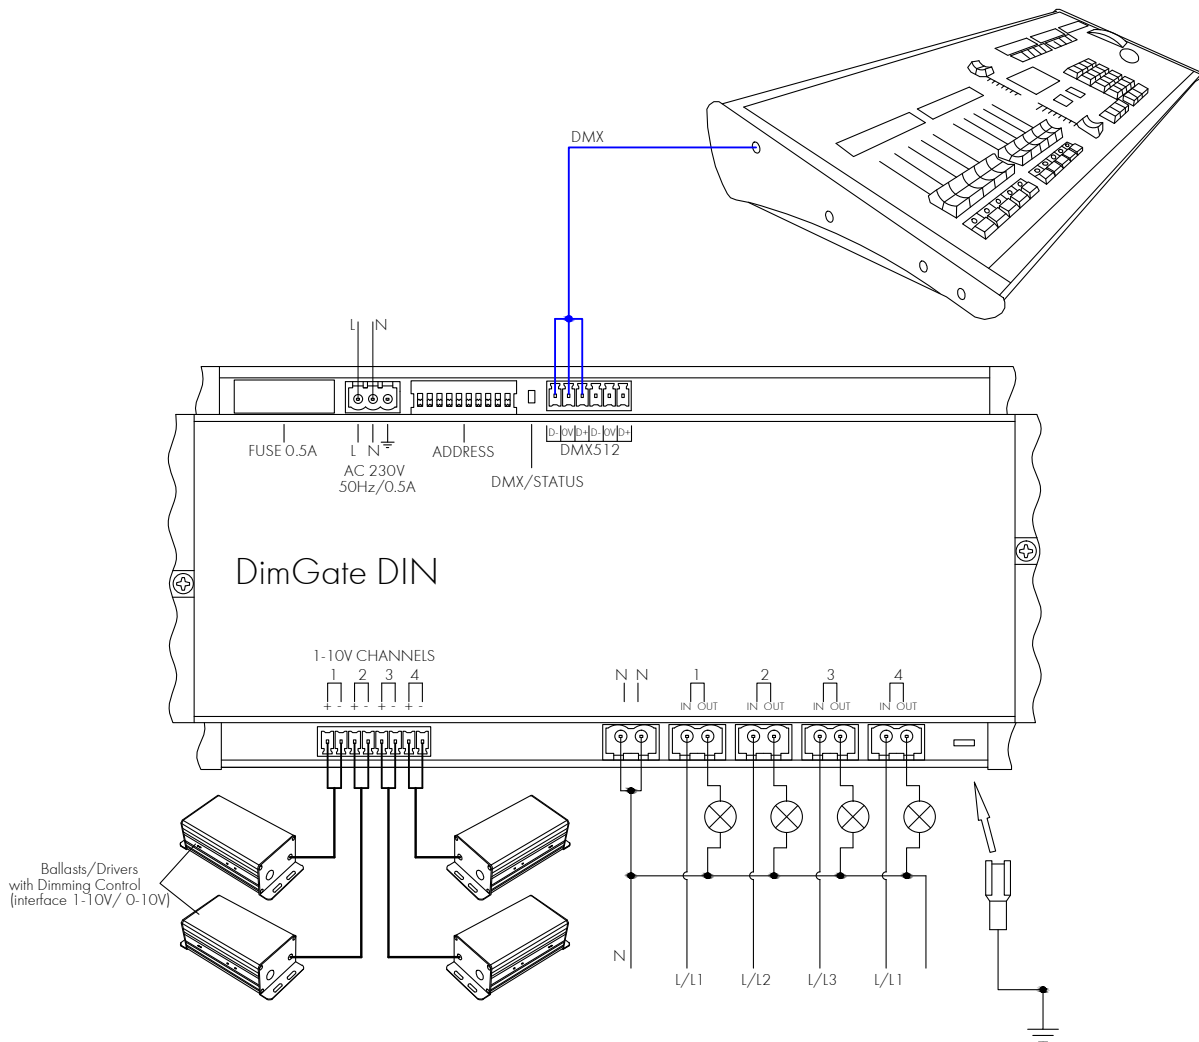 DMX
L N
D- 0V D+ D- 0V D+
FUSE 0.5A
L N
ADDRESS
DMX512
AC 230V
50Hz/0.5A
DMX/STATUS
DimGate DIN
1-10V CHANNELS
1 2 3 4
+ - + - + - + -
N N
1 2 3 4
IN OUT IN OUT IN OUT IN OUT
Ballasts/Drivers
with Dimming Control
(interface 1-10V/ 0-10V)
N
L/L1 L/L2 L/L3 L/L1